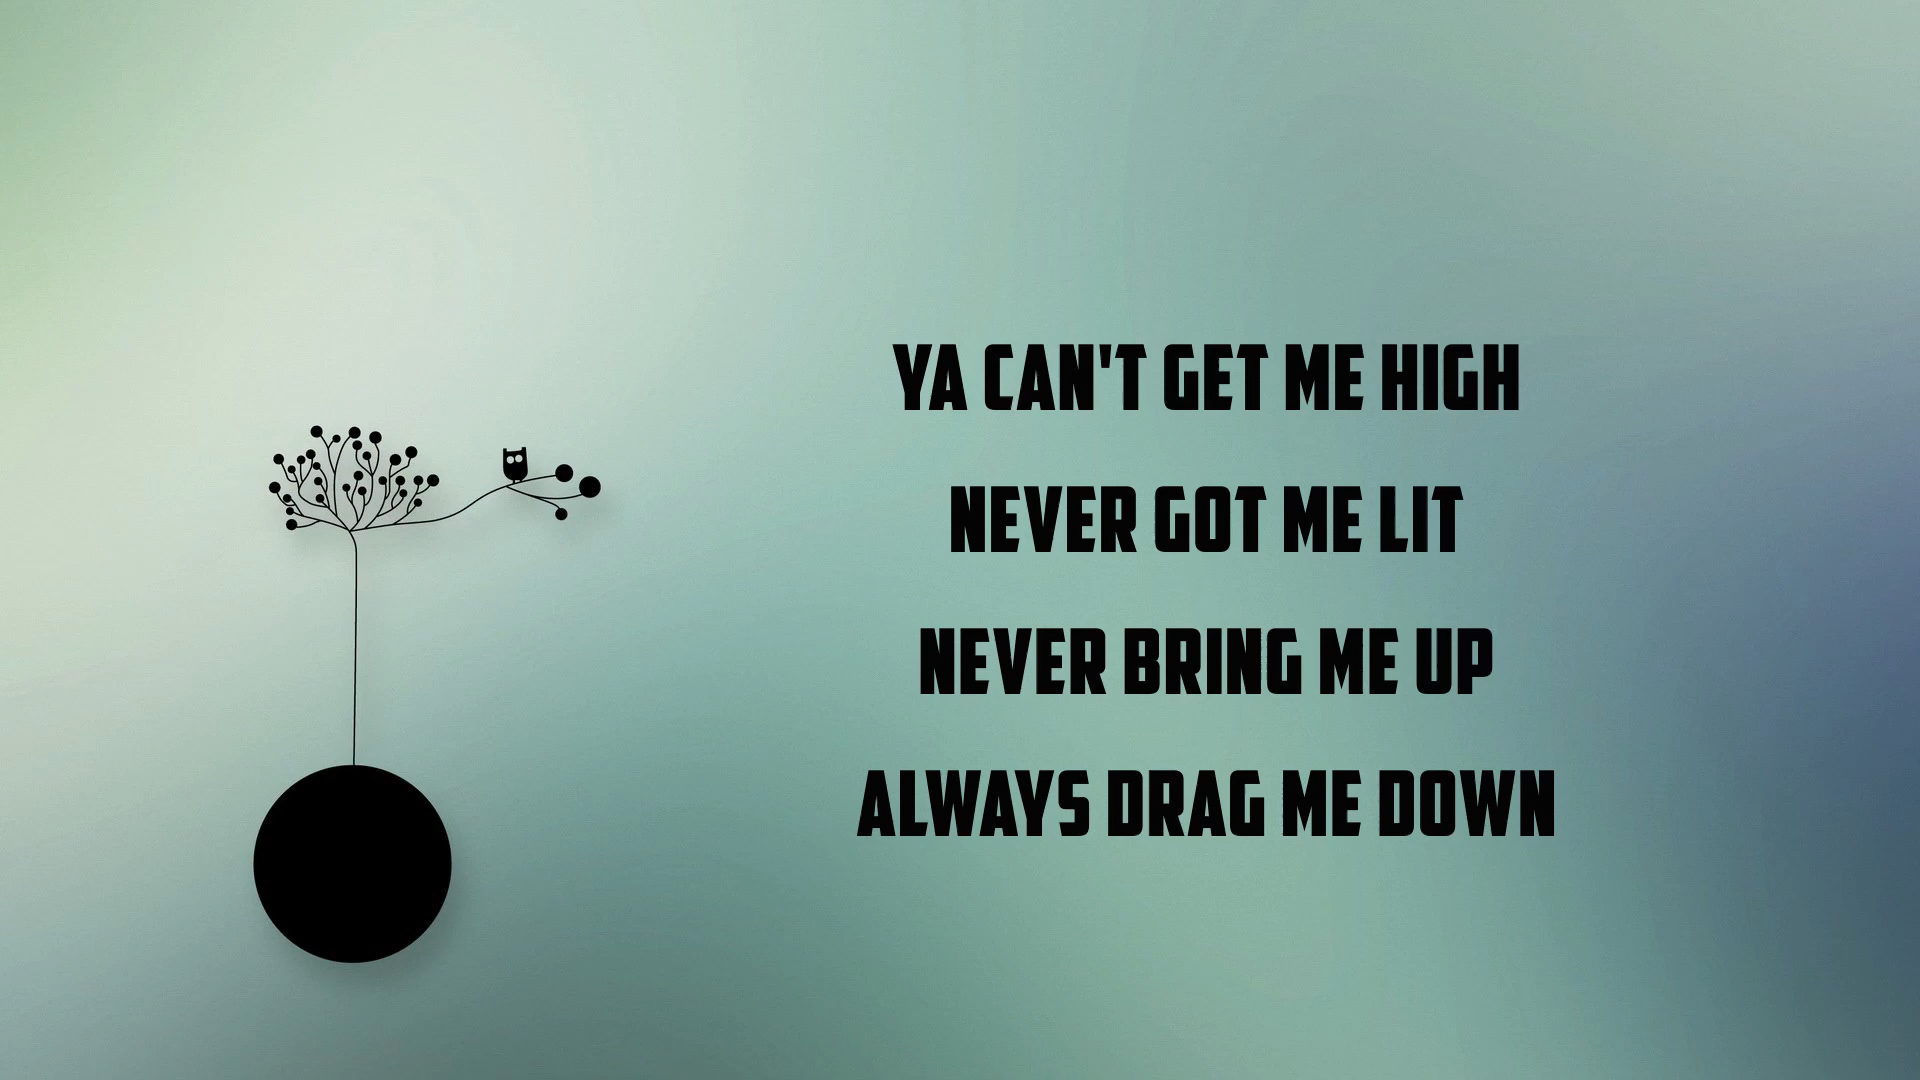 YA CAN'T GET ME HIGH
NEVER GOT ME LIT
NEVER BRING ME UP
ALWAYS DRAG ME DOWN